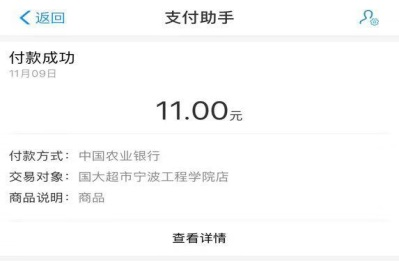 返回 支付助手
付款成功
11月09日
11.00元
付款方式： 中国农业银行
交易对象： 国大超市宁波工程学院店
商品说明： 商品
查看详情